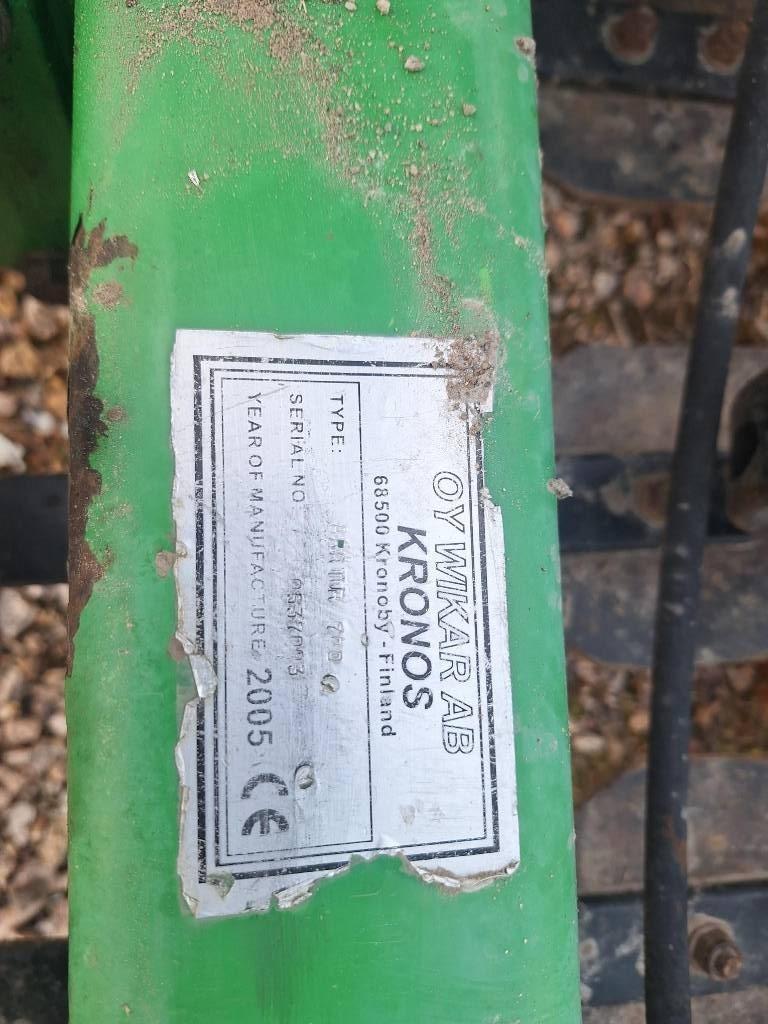 OY WIKAR AB
KRONOS
68500 Kronoby - Finland
TYPE:
SERIAL NO.
YEAR OF MANUFACTURE 2005 CE